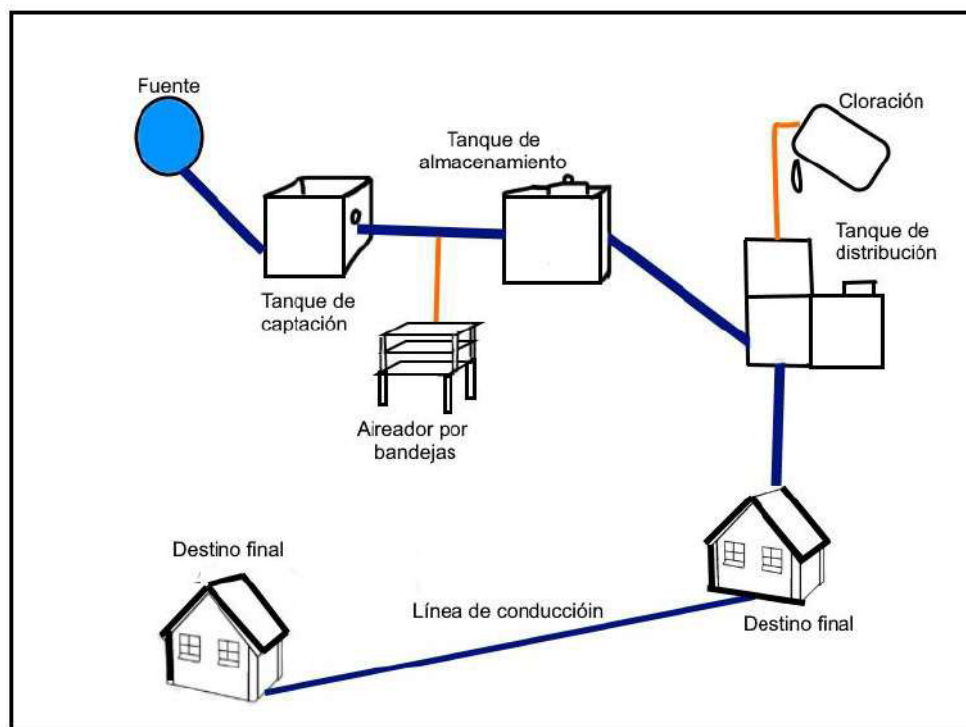 Fuente
Cloración
Tanque de
almacenamiento
Tanque de
distribución
Tanque de
captación
Aireador por
bandejas
Destino final
Línea de conduccióin
Destino final